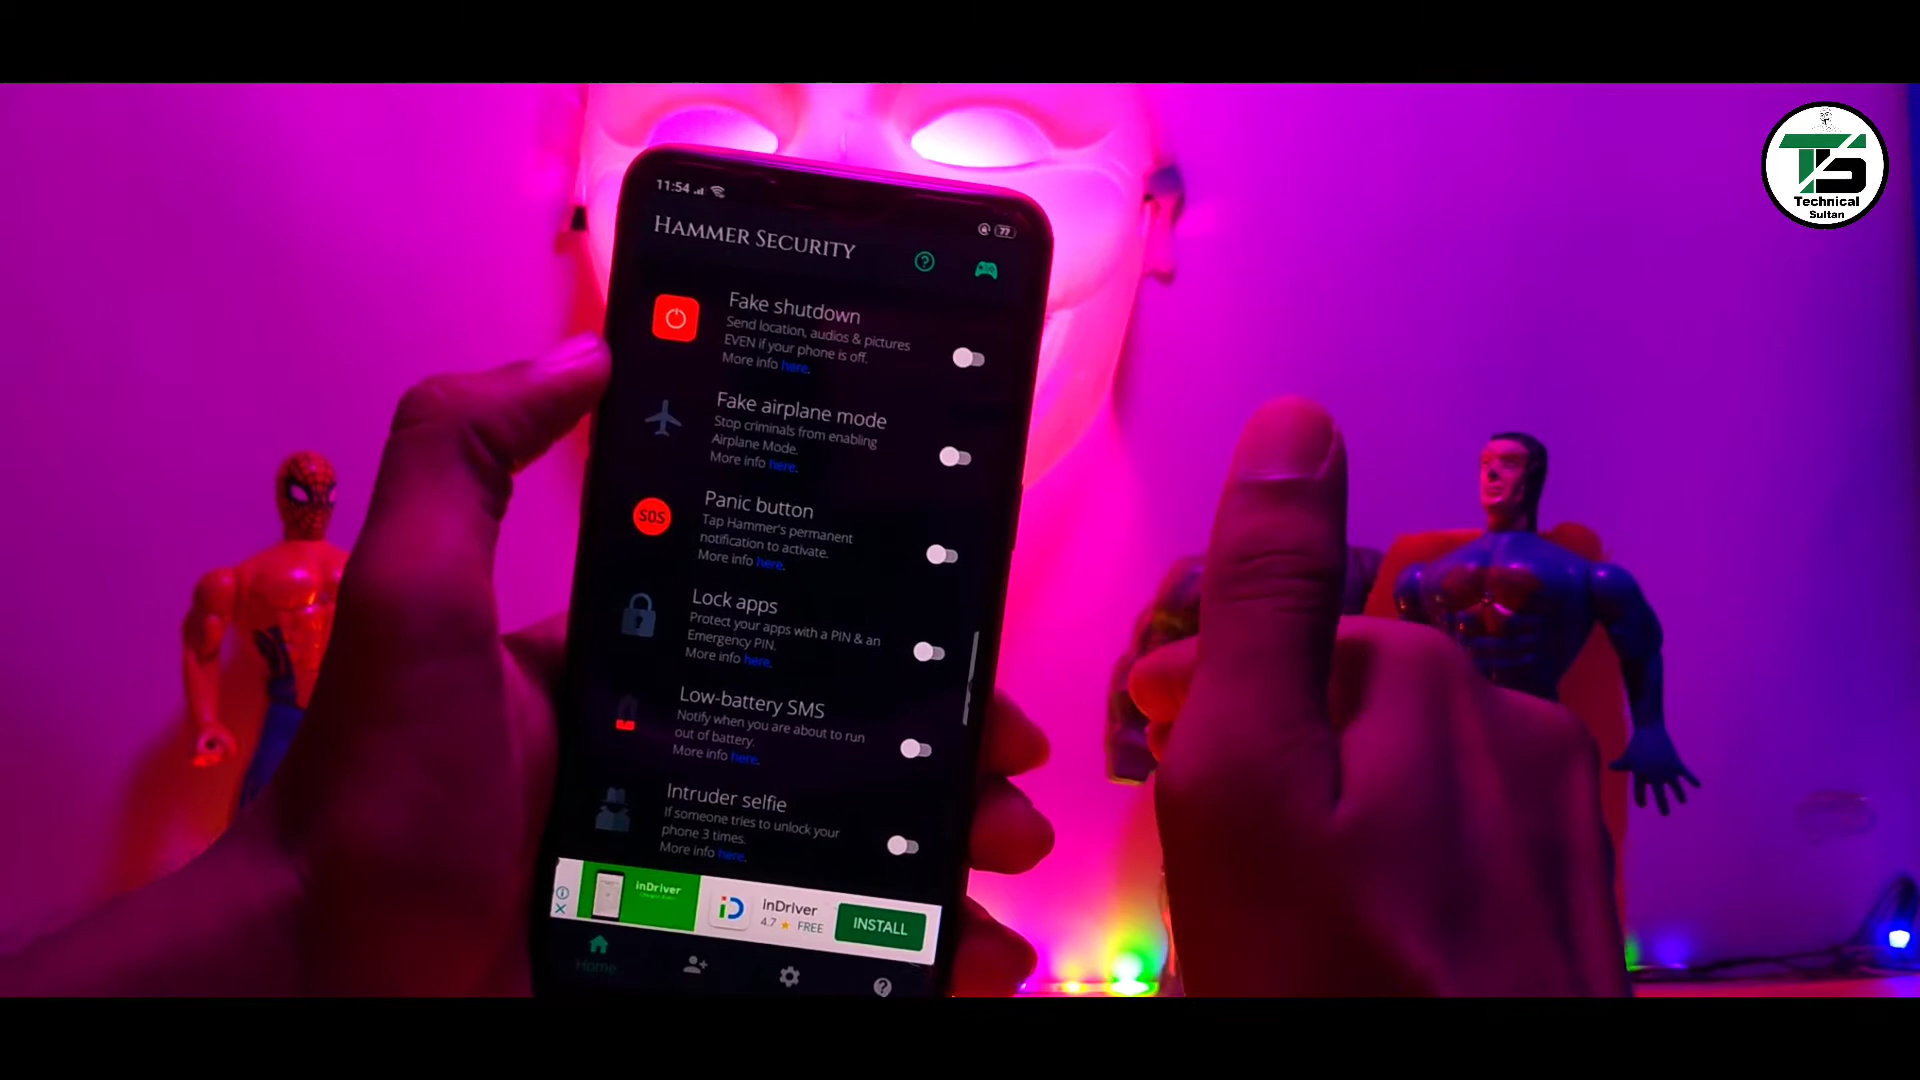 11:54
77
HAMMER SECURITY
Fake shutdown
Send location, audios & pictures
EVEN if your phone is off.
More info here.
Fake airplane mode
Stop criminals from enabling
Airplane Mode.
More info here.
Panic button
Tap Hammer's permanent
notification to activate.
More info here.
SOS
Lock apps
Protect your apps with a PIN & an
Emergency PIN.
More info here.
Low-battery SMS
Notify when you are about to run
out of battery.
More info here.
Intruder selfie
If someone tries to unlock your
phone 3 times.
More info here.
inDriver
inDriver
4.7 ★ FREE
INSTALL
Home
TS
Technical
Sultan